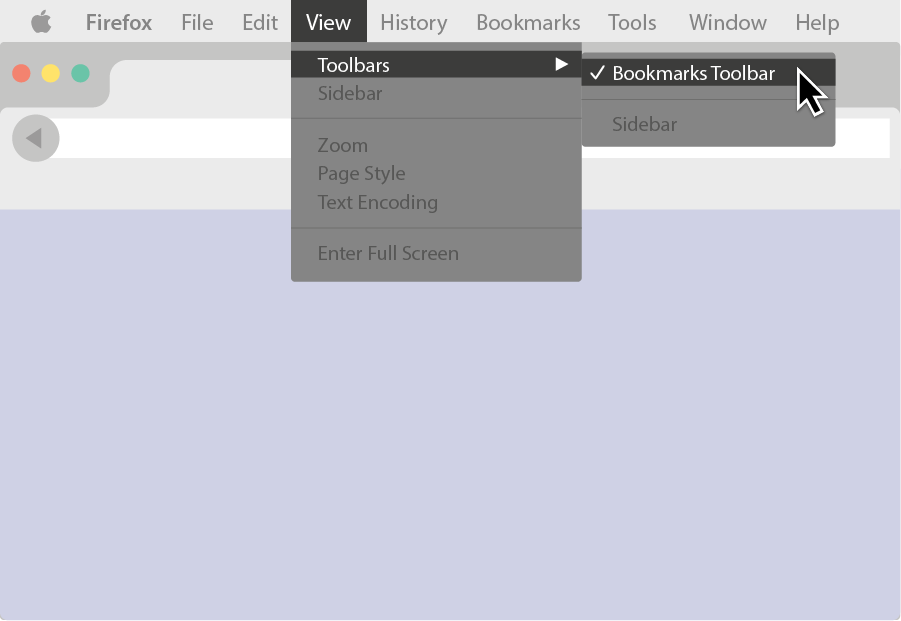 Firefox File Edit View History Bookmarks Tools Window Help
Toolbars
Bookmarks Toolbar
Sidebar
Sidebar
Zoom
Page Style
Text Encoding
Enter Full Screen